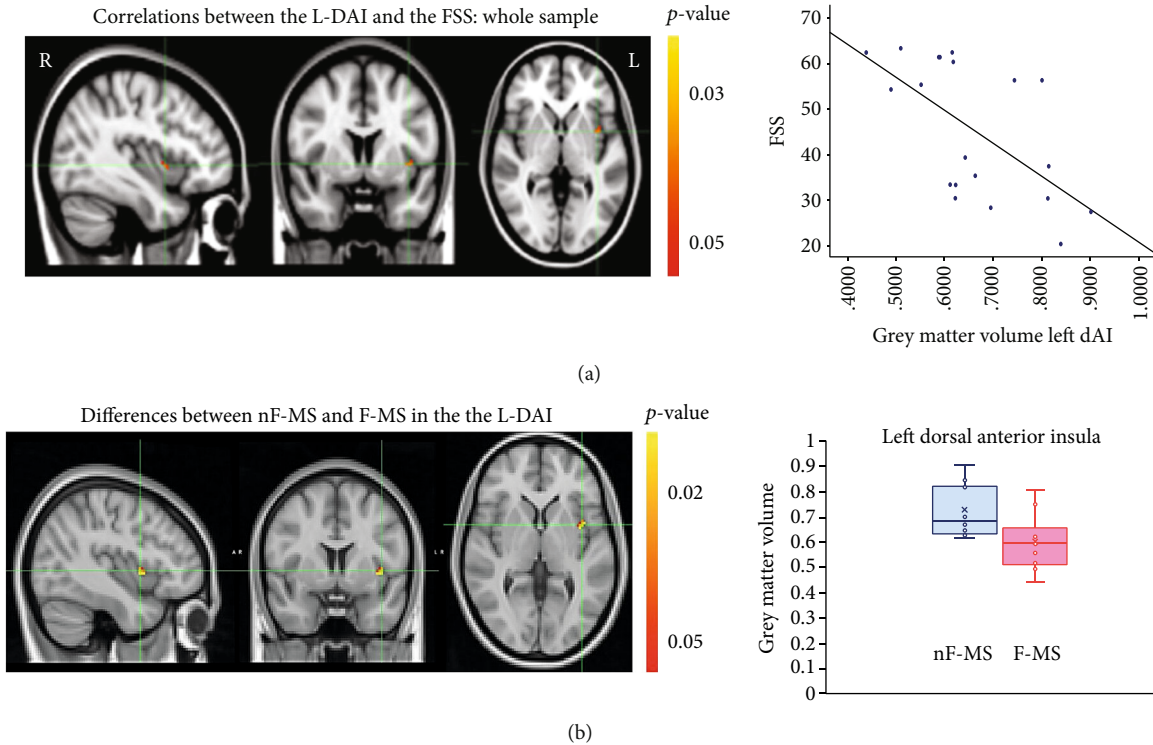 Correlations between the L-DAI and the FSS: whole sample
p-value
R
L
0.03
0.05
70
60
50
40
30
20
FSS
.4000
.5000
.6000
.7000
.8000
.9000
1.0000
Grey matter volume left dAI
(a)
Differences between nF-MS and F-MS in the the L-DAI
p-value
A R
L R
0.02
0.05
Left dorsal anterior insula
1
0.9
0.8
0.7
0.6
0.5
0.4
0.3
0.2
0.1
0
Grey matter volume
nF-MS
F-MS
(b)